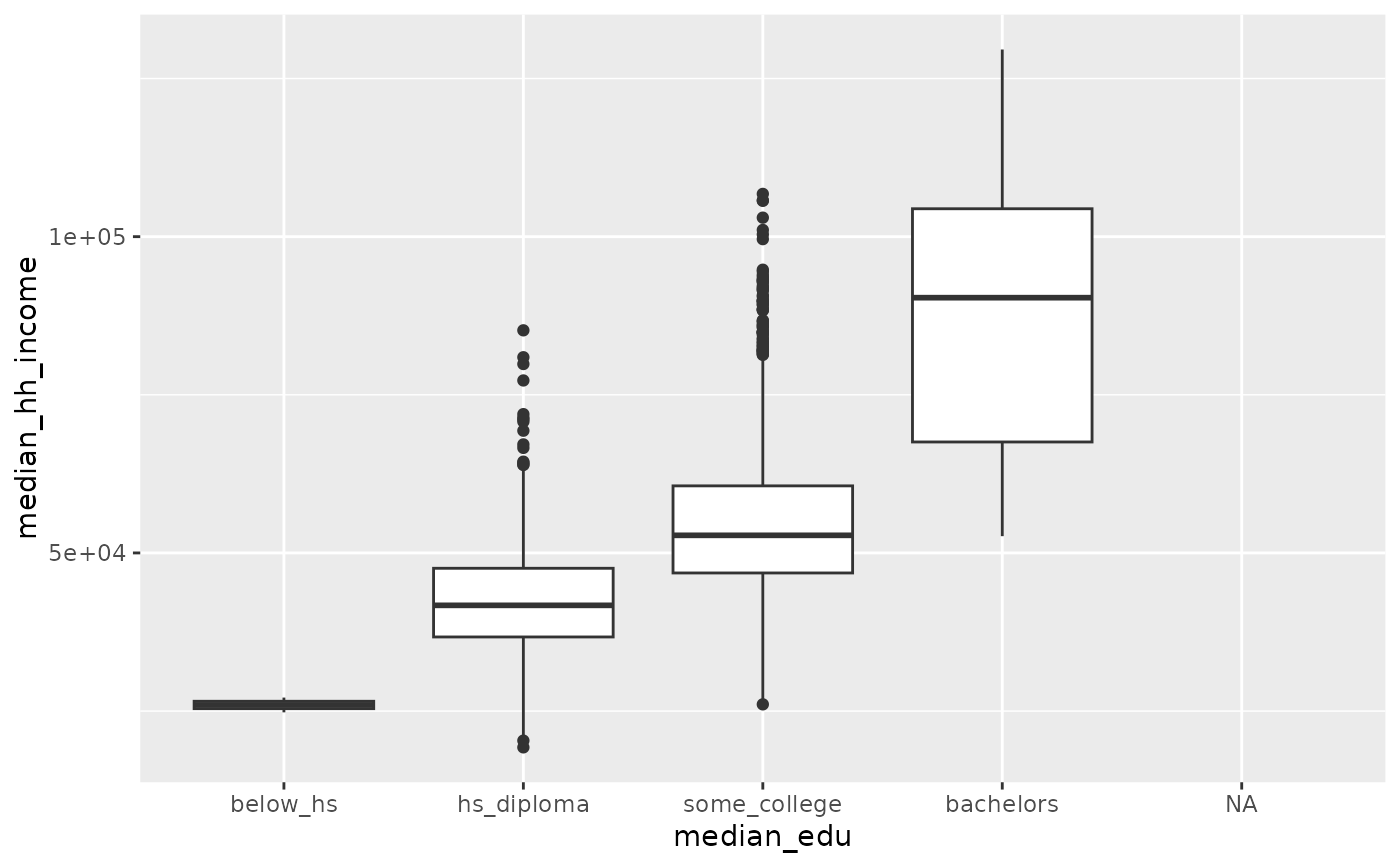 median_hh_income
1e+05
5e+04
below_hs
hs_diploma
some_college
bachelors
NA
median_edu